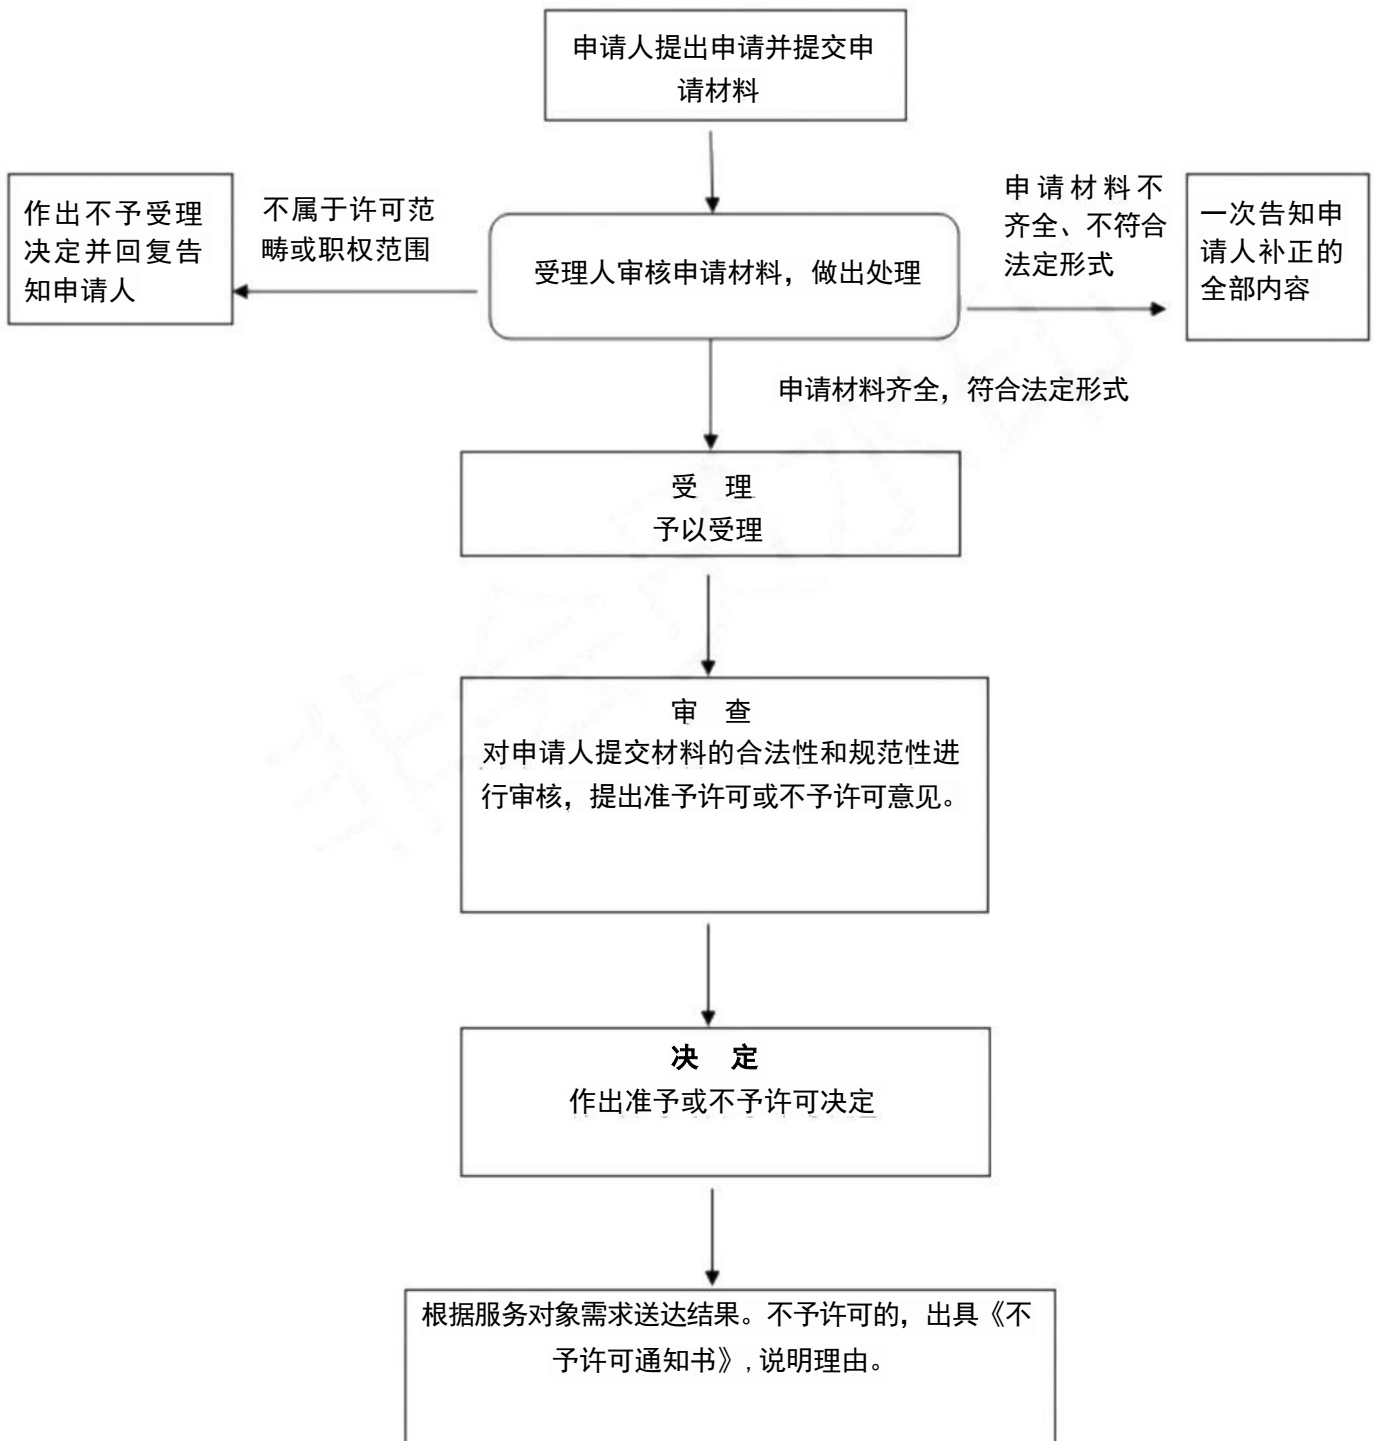 申请人提出申请并提交申
请材料
作出不予受理
决定并回复告
知申请人
不属于许可范
畴或职权范围
受理人审核申请材料，做出处理
申请材料不
齐全、不符合
法定形式
一次告知申
请人补正的
全部内容
申请材料齐全，符合法定形式
受 理
予以受理
审 查
对申请人提交材料的合法性和规范性进
行审核，提出准予许可或不予许可意见。
决 定
作出准予或不予许可决定
根据服务对象需求送达结果。不予许可的，出具《不
予许可通知书》, 说明理由。